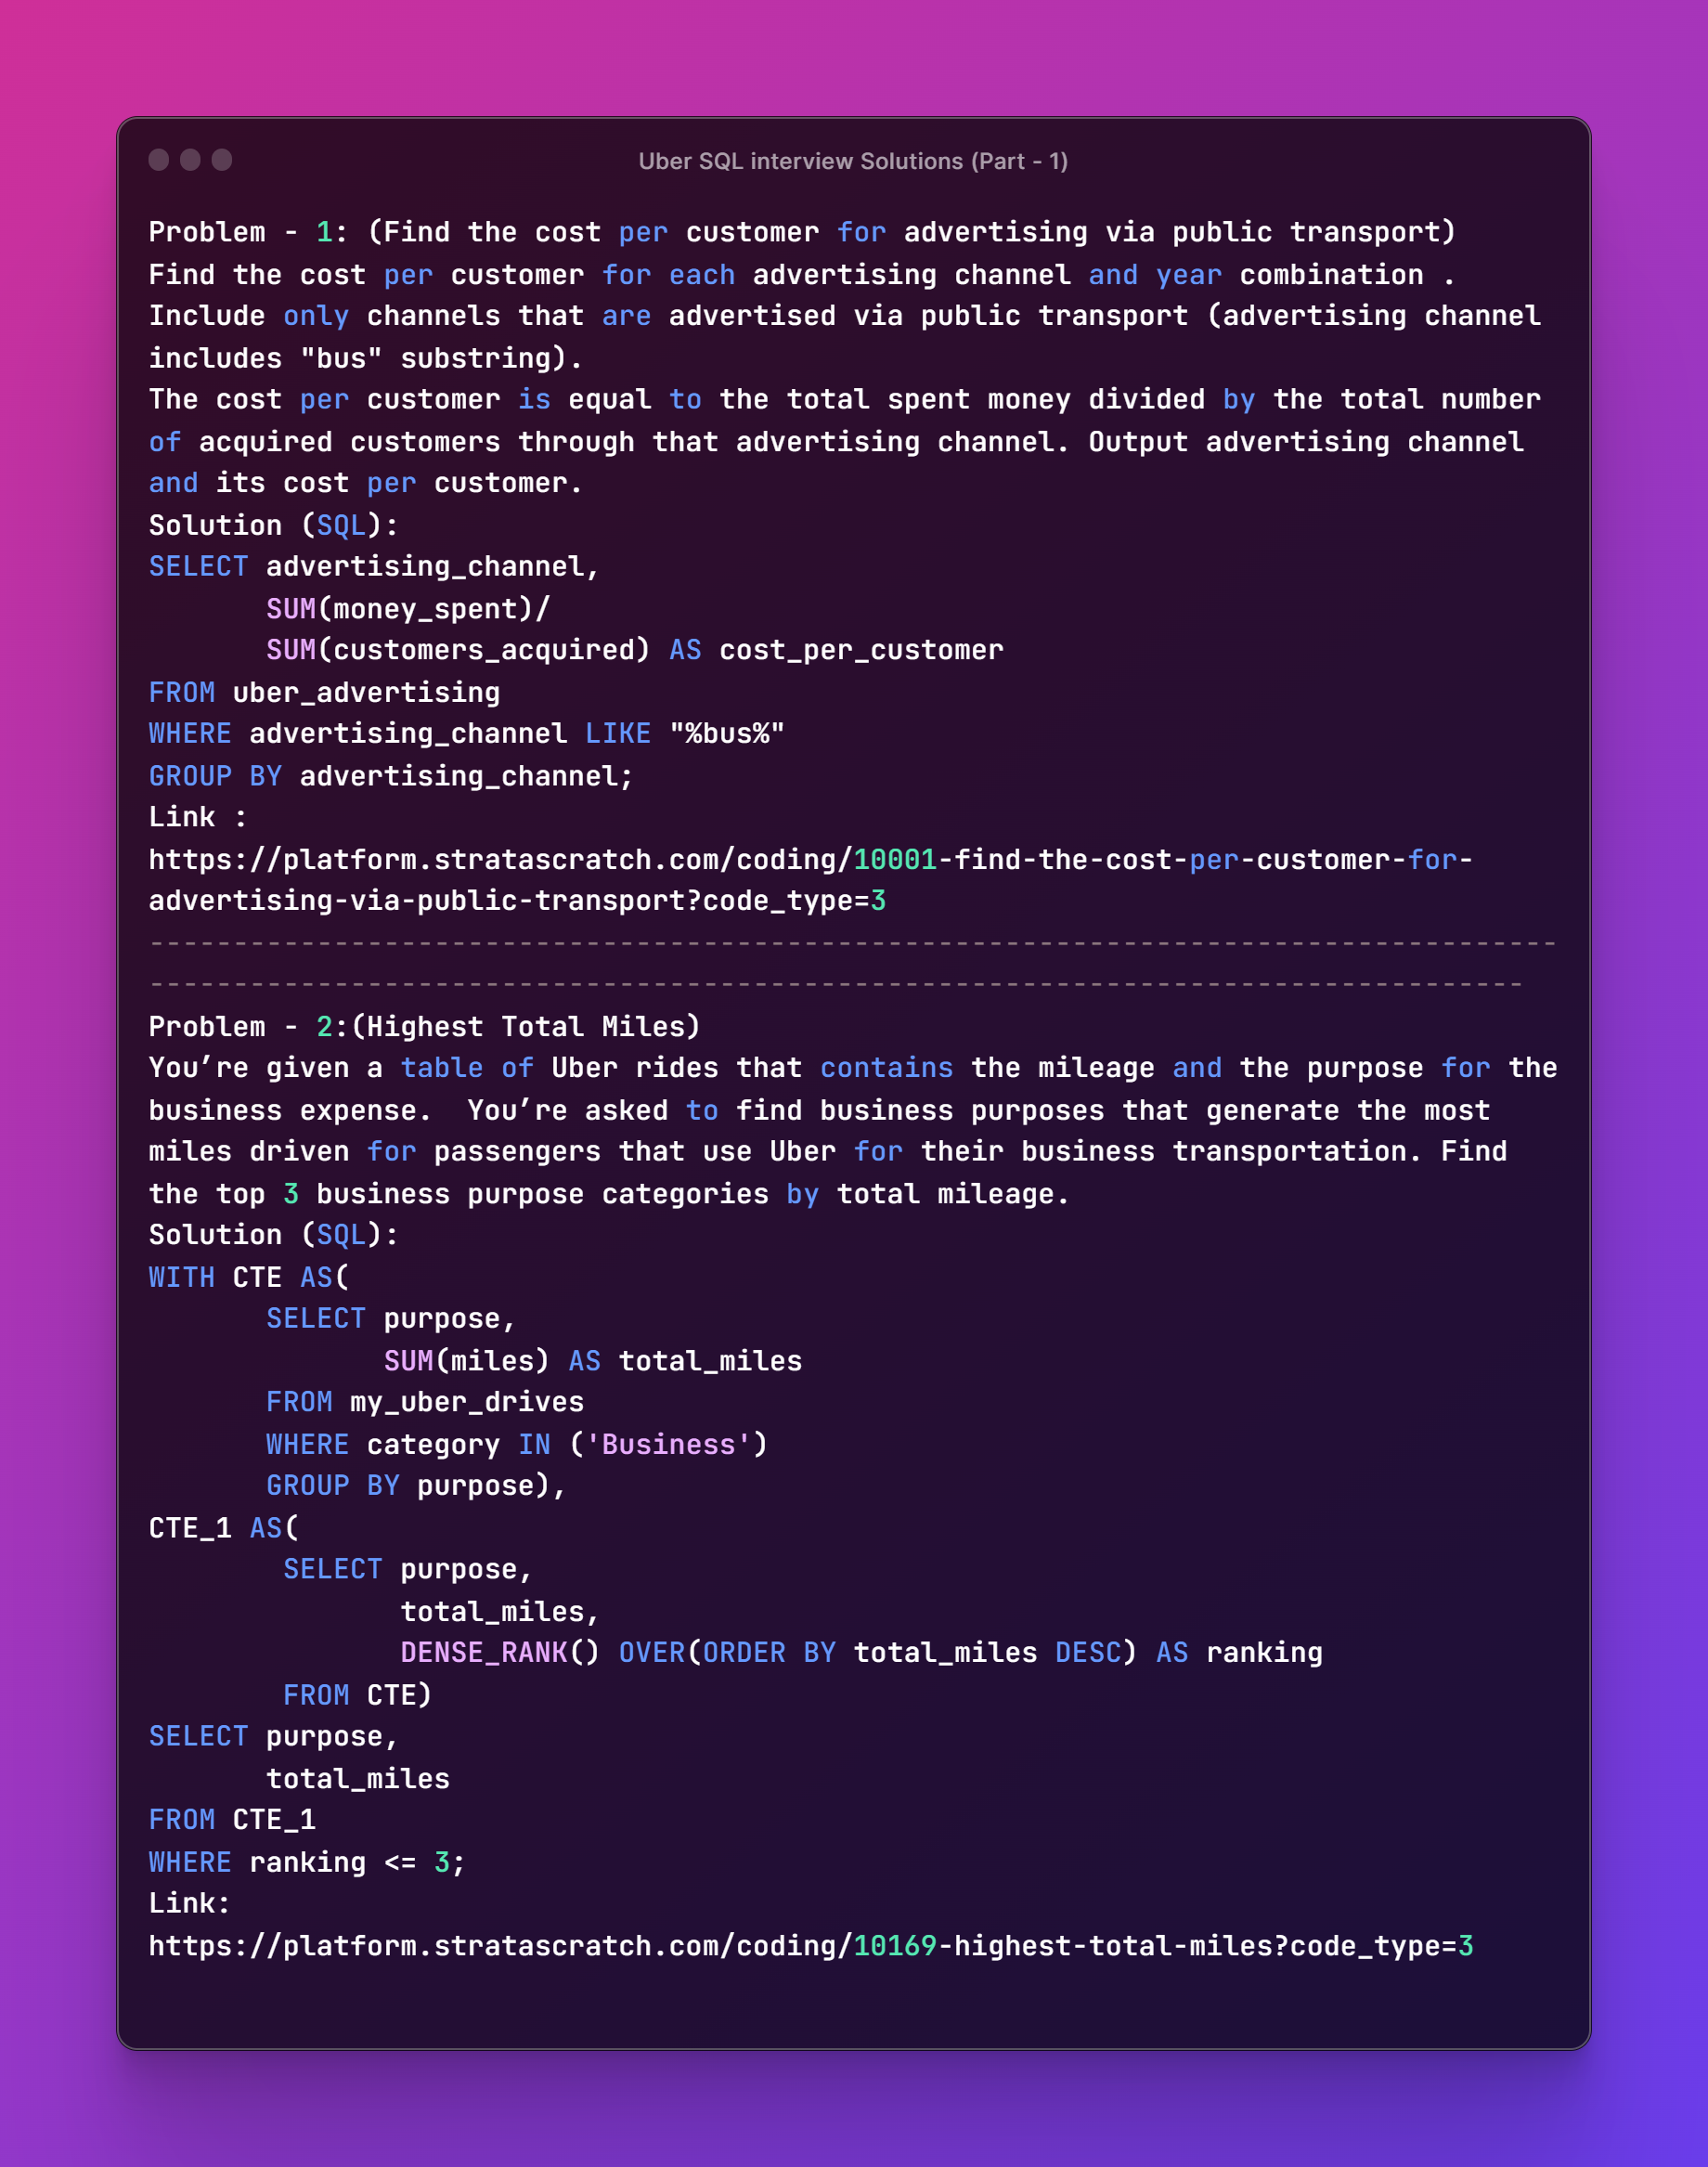 Uber SQL interview Solutions (Part - 1)
Problem - 1: (Find the cost per customer for advertising via public transport)
Find the cost per customer for each advertising channel and year combination .
Include only channels that are advertised via public transport (advertising channel
includes "bus" substring).
The cost per customer is equal to the total spent money divided by the total number
of acquired customers through that advertising channel. Output advertising channel
and its cost per customer.
Solution (SQL):
SELECT advertising_channel,
       SUM(money_spent)/
       SUM(customers_acquired) AS cost_per_customer
FROM uber_advertising
WHERE advertising_channel LIKE "%bus%"
GROUP BY advertising_channel;
Link :
https://platform.stratascratch.com/coding/10001-find-the-cost-per-customer-for-
advertising-via-public-transport?code_type=3
------------------------------------------------------------------------------------
----------------------------------------------------------------------------------
Problem - 2:(Highest Total Miles)
You’re given a table of Uber rides that contains the mileage and the purpose for the
business expense.  You’re asked to find business purposes that generate the most
miles driven for passengers that use Uber for their business transportation. Find
the top 3 business purpose categories by total mileage.
Solution (SQL):
WITH CTE AS(
       SELECT purpose,
              SUM(miles) AS total_miles
       FROM my_uber_drives
       WHERE category IN ('Business')
       GROUP BY purpose),
CTE_1 AS(
        SELECT purpose,
               total_miles,
               DENSE_RANK() OVER(ORDER BY total_miles DESC) AS ranking
        FROM CTE)
SELECT purpose,
       total_miles
FROM CTE_1
WHERE ranking <= 3;
Link:
https://platform.stratascratch.com/coding/10169-highest-total-miles?code_type=3